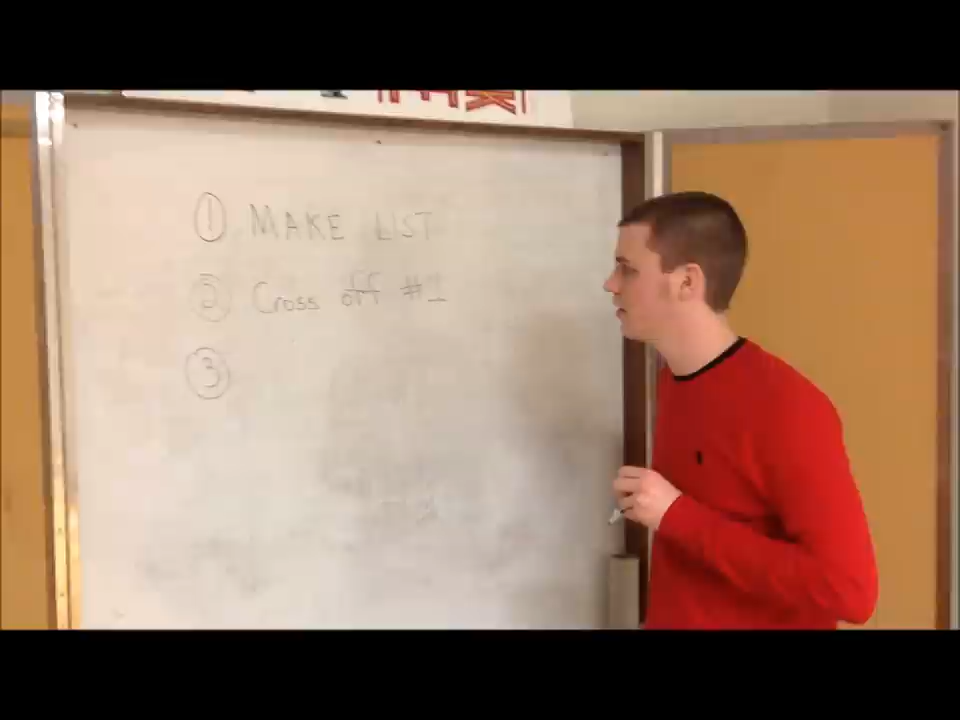 ① MAKE LIST
② Cross off #1
③